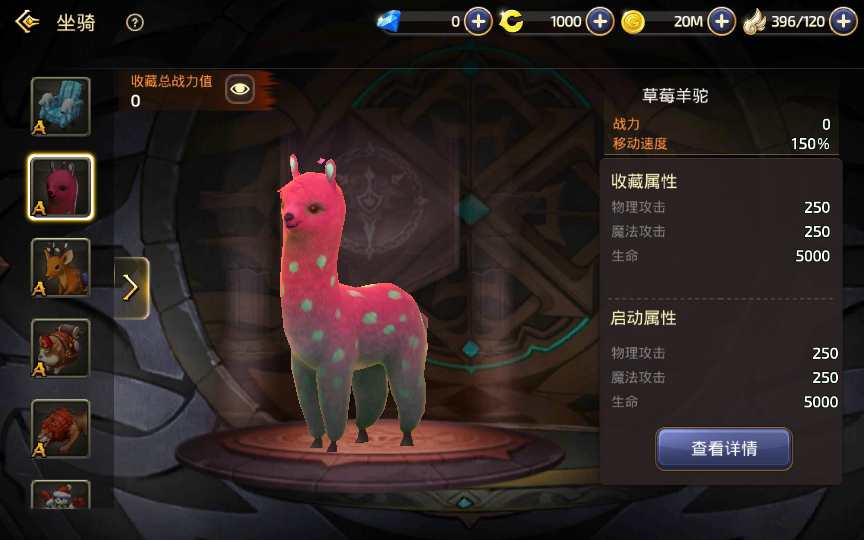 坐骑 ? 0 1000 20M 396/120
收藏总战力值
0
A
A
A
A
A
草莓羊驼
战力 0
移动速度 150%
收藏属性
物理攻击 250
魔法攻击 250
生命 5000
启动属性
物理攻击 250
魔法攻击 250
生命 5000
查看详情